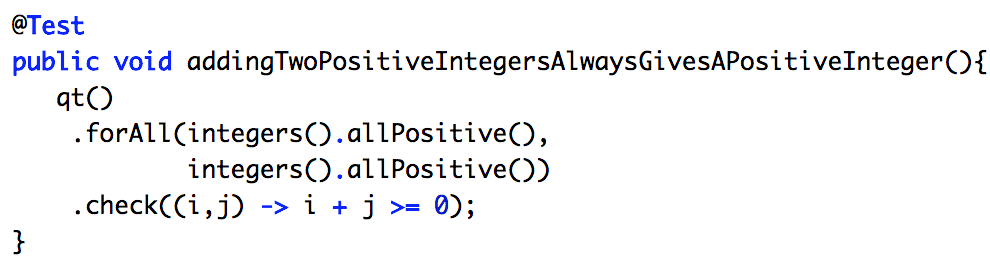 @Test
public void addingTwoPositiveIntegersAlwaysGivesAPositiveInteger(){
   qt()
    .forAll(integers().allPositive(),
            integers().allPositive())
    .check((i,j) -> i + j >= 0);
}